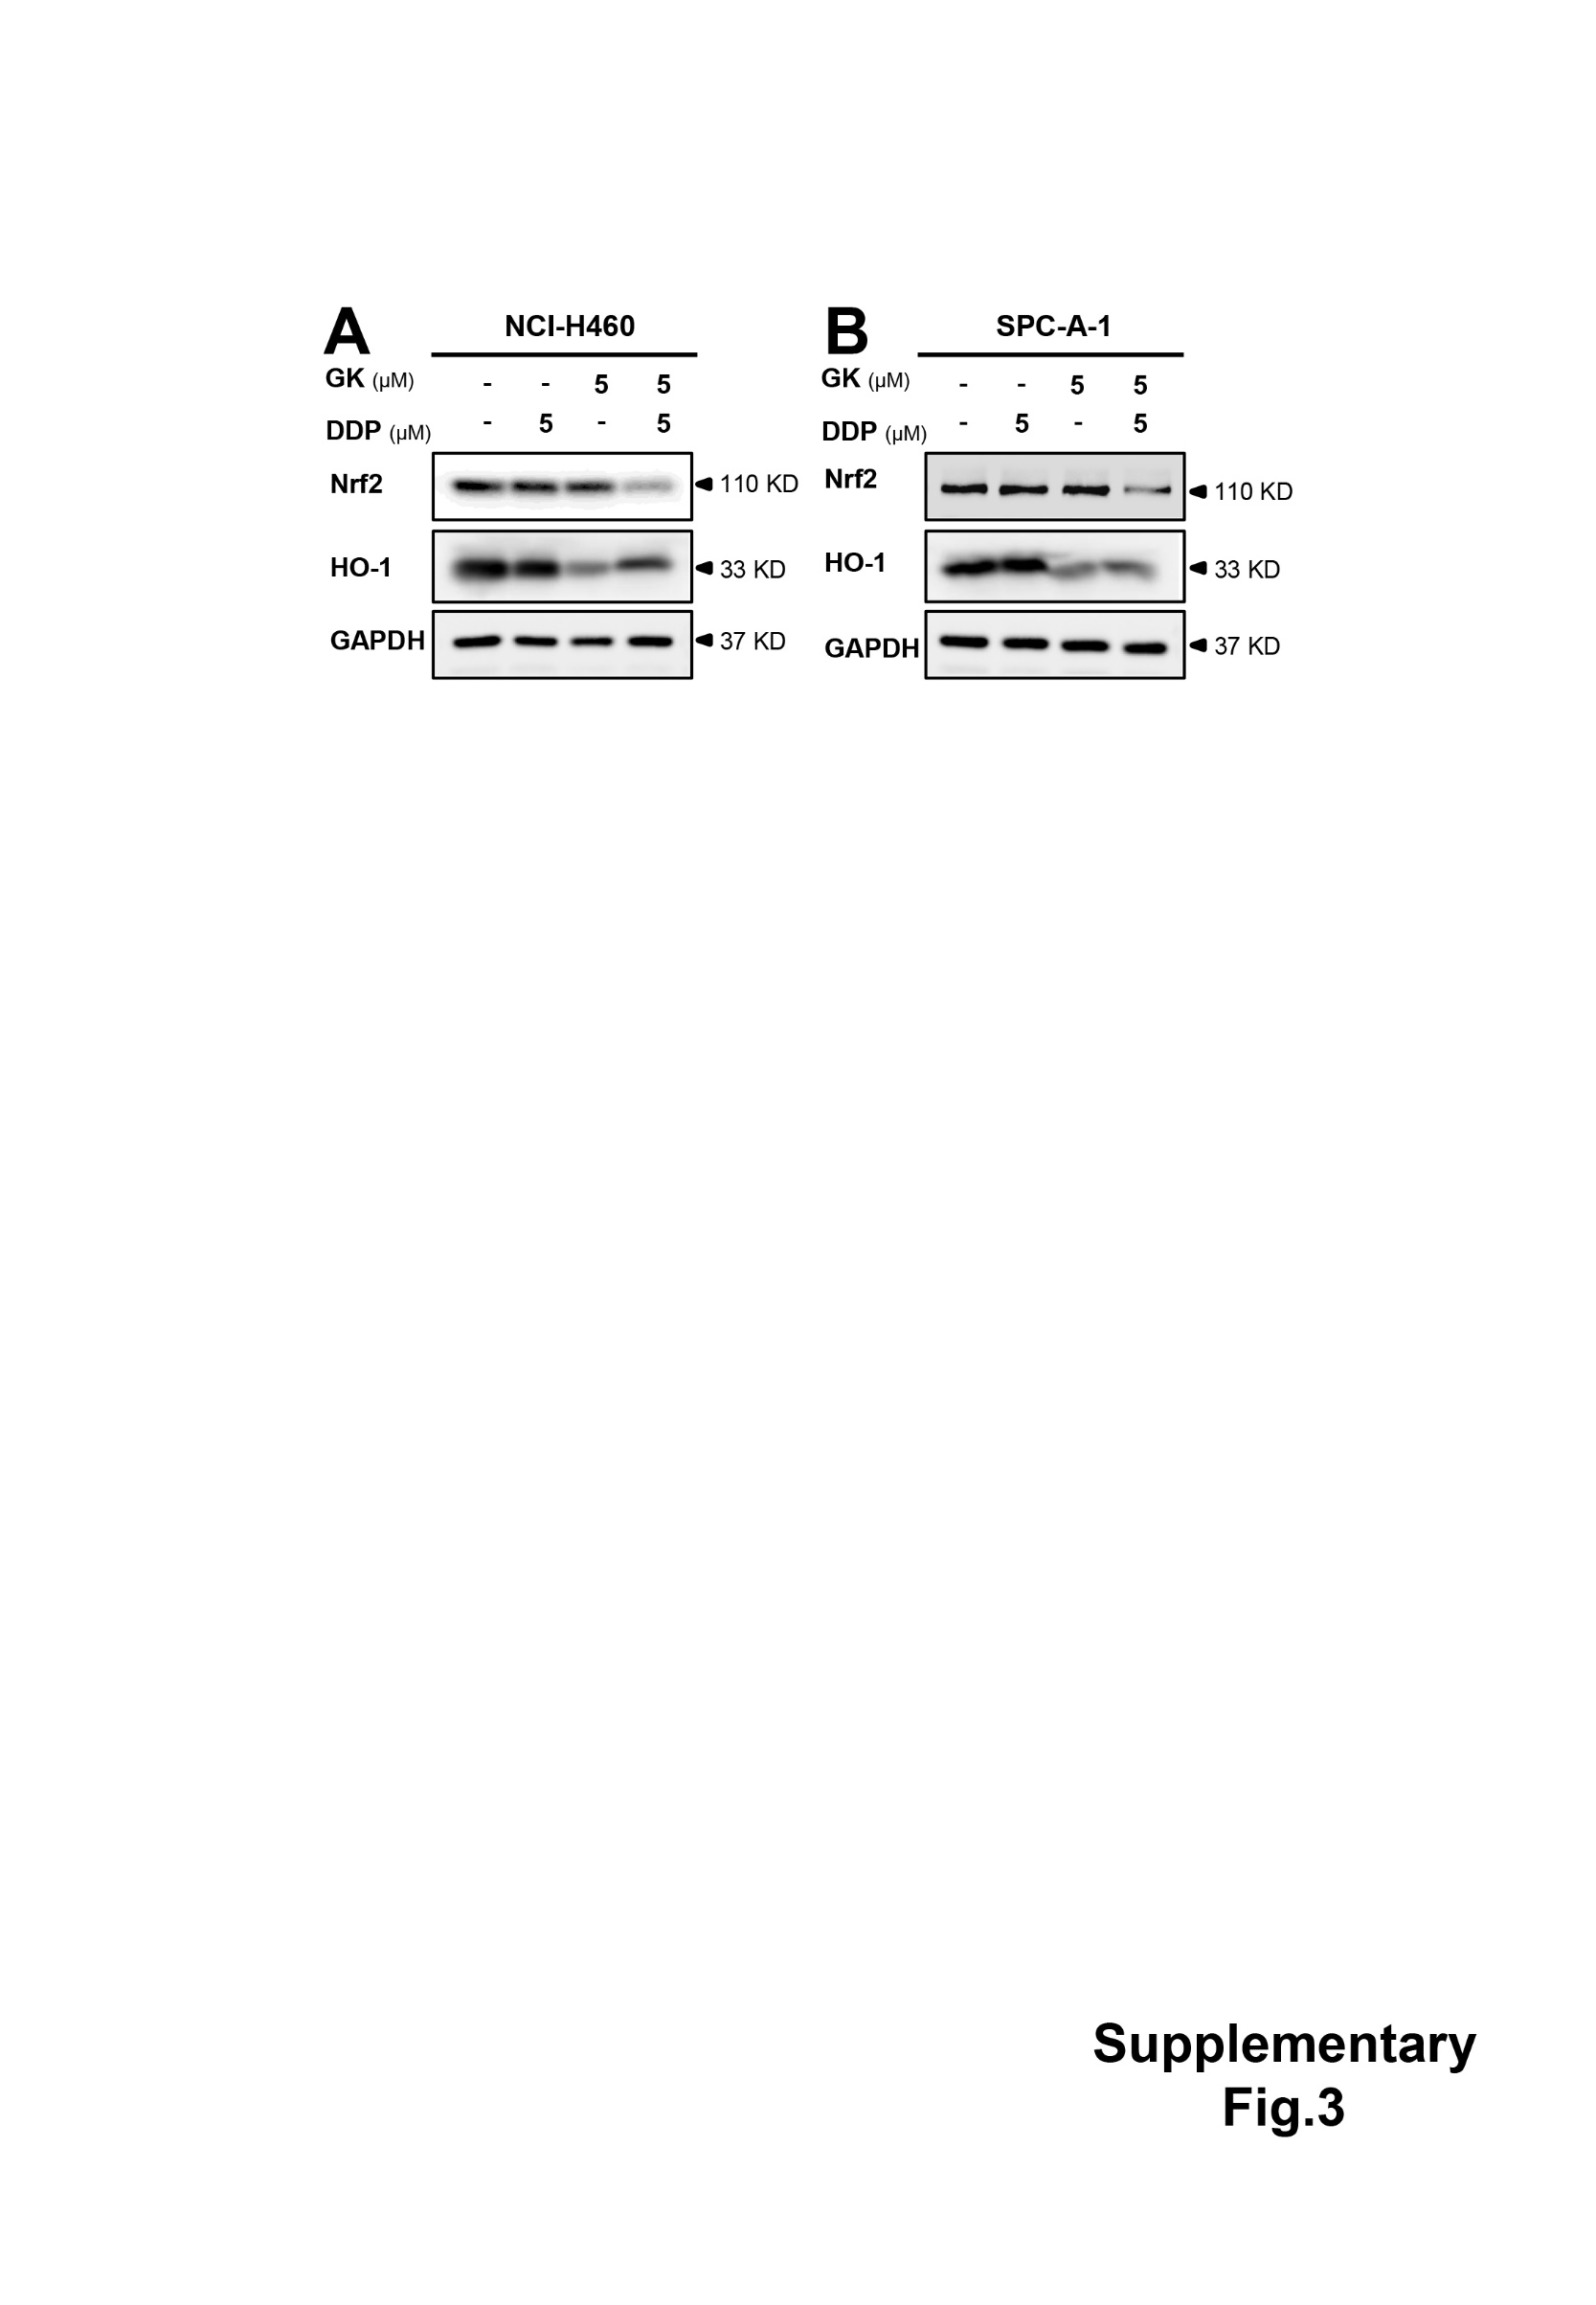 A NCI-H460
GK (μM) - - 5 5
DDP (μM) - 5 - 5
Nrf2 110 KD
HO-1 33 KD
GAPDH 37 KD
B SPC-A-1
GK (μM) - - 5 5
DDP (μM) - 5 - 5
Nrf2 110 KD
HO-1 33 KD
GAPDH 37 KD
Supplementary
Fig.3